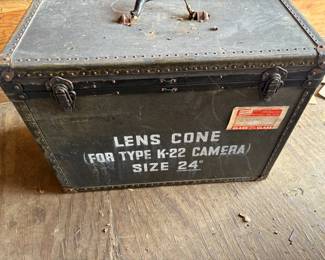 LENS CONE
(FOR TYPE K-22 CAMERA)
SIZE 24"